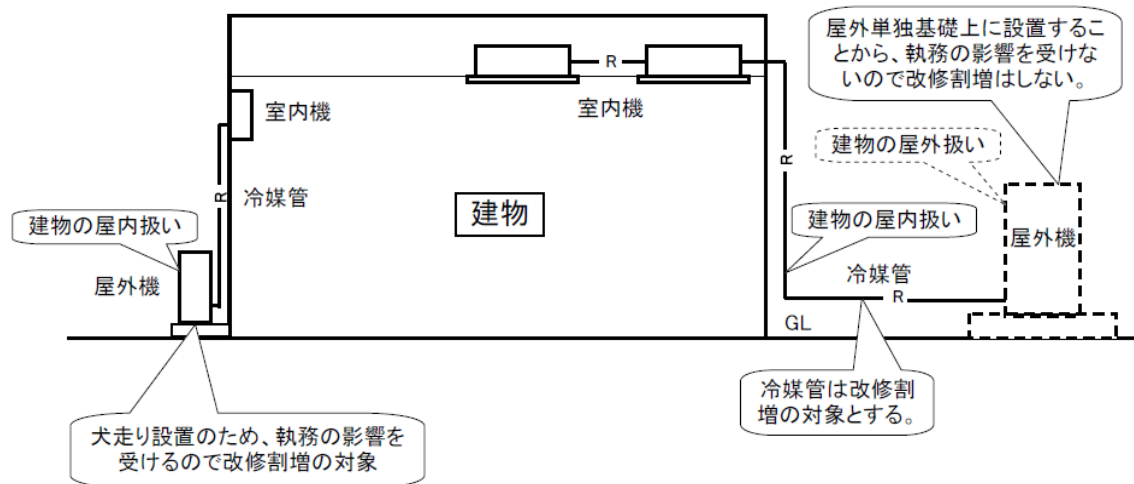 屋外単独基礎上に設置するこ
とから、執務の影響を受けな
いので改修割増はしない。
R
室内機
室内機
建物の屋外扱い
R
R
冷媒管
建物
建物の屋内扱い
建物の屋内扱い
屋外機
屋外機
冷媒管
R
GL
冷媒管は改修割
増の対象とする。
犬走り設置のため、執務の影響を
受けるので改修割増の対象